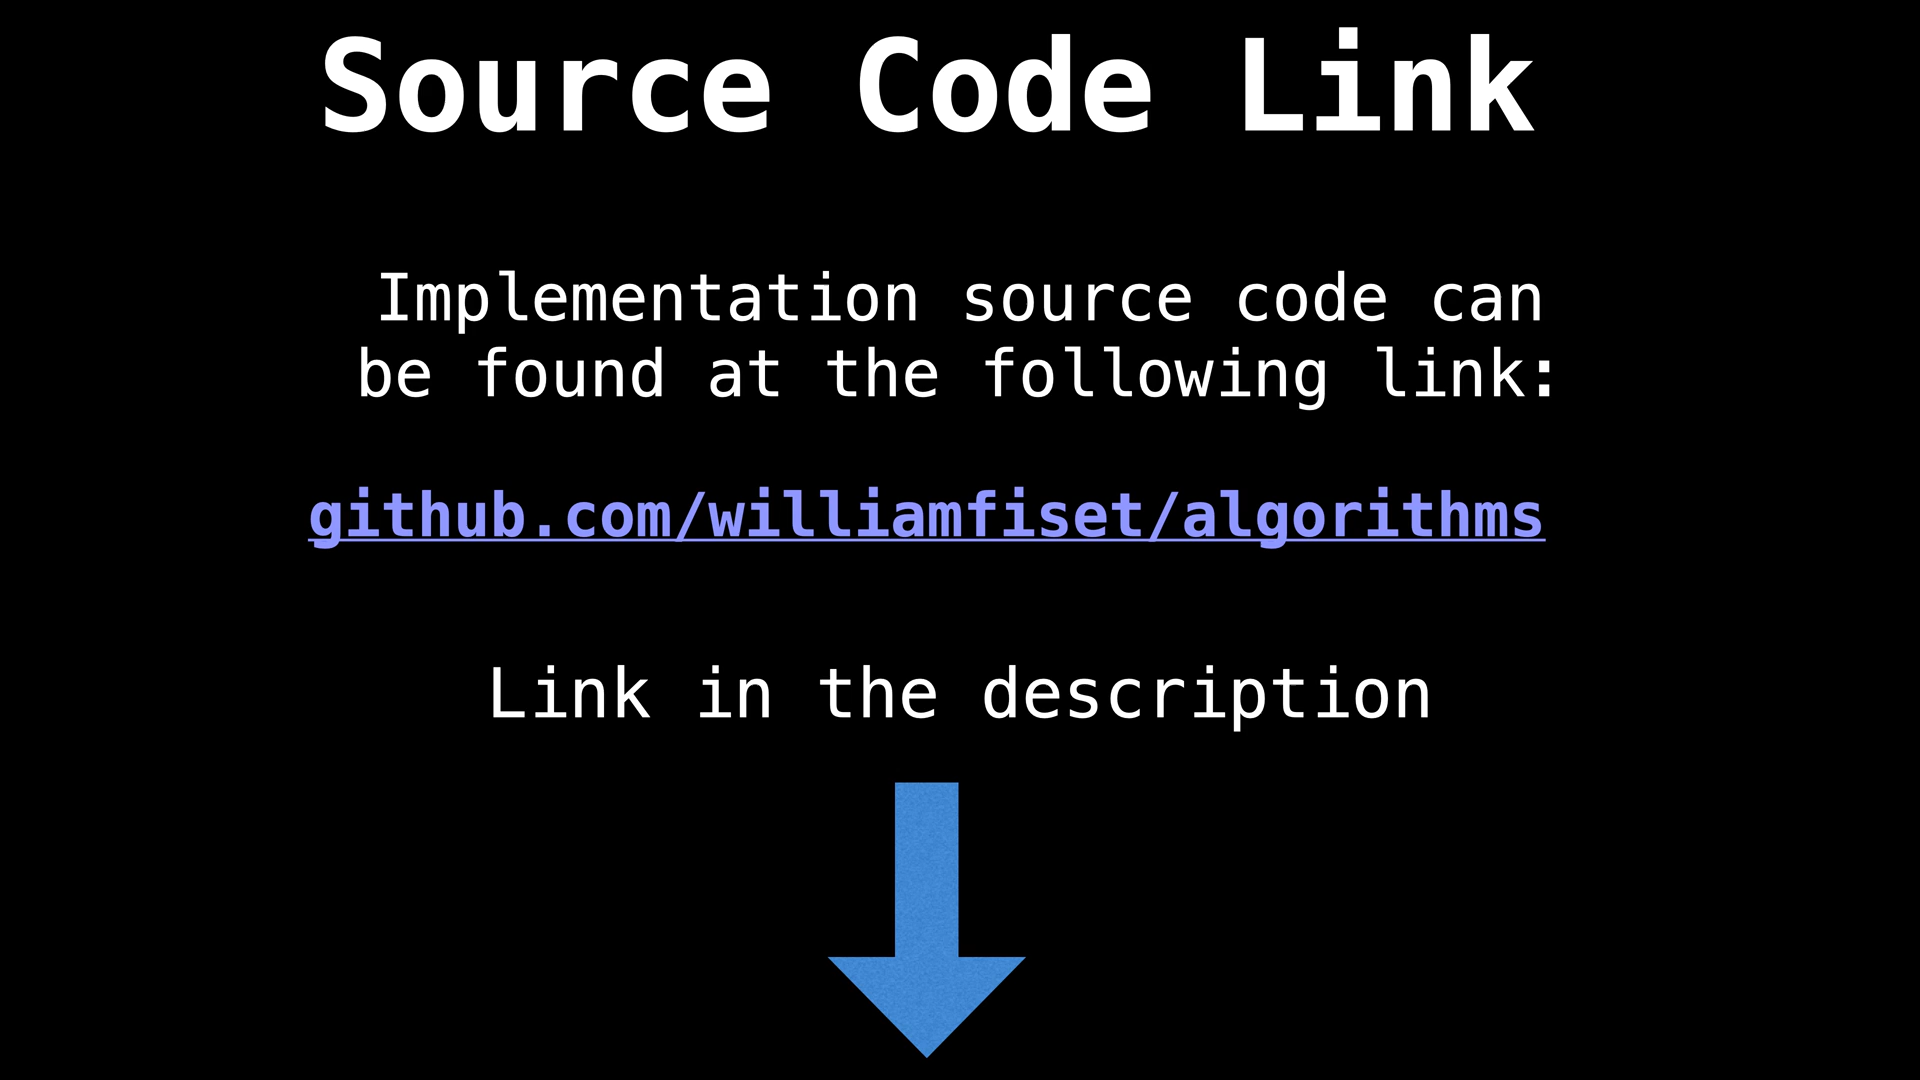 Source Code Link
Implementation source code can
be found at the following link:
github.com/williamfiset/algorithms
Link in the description